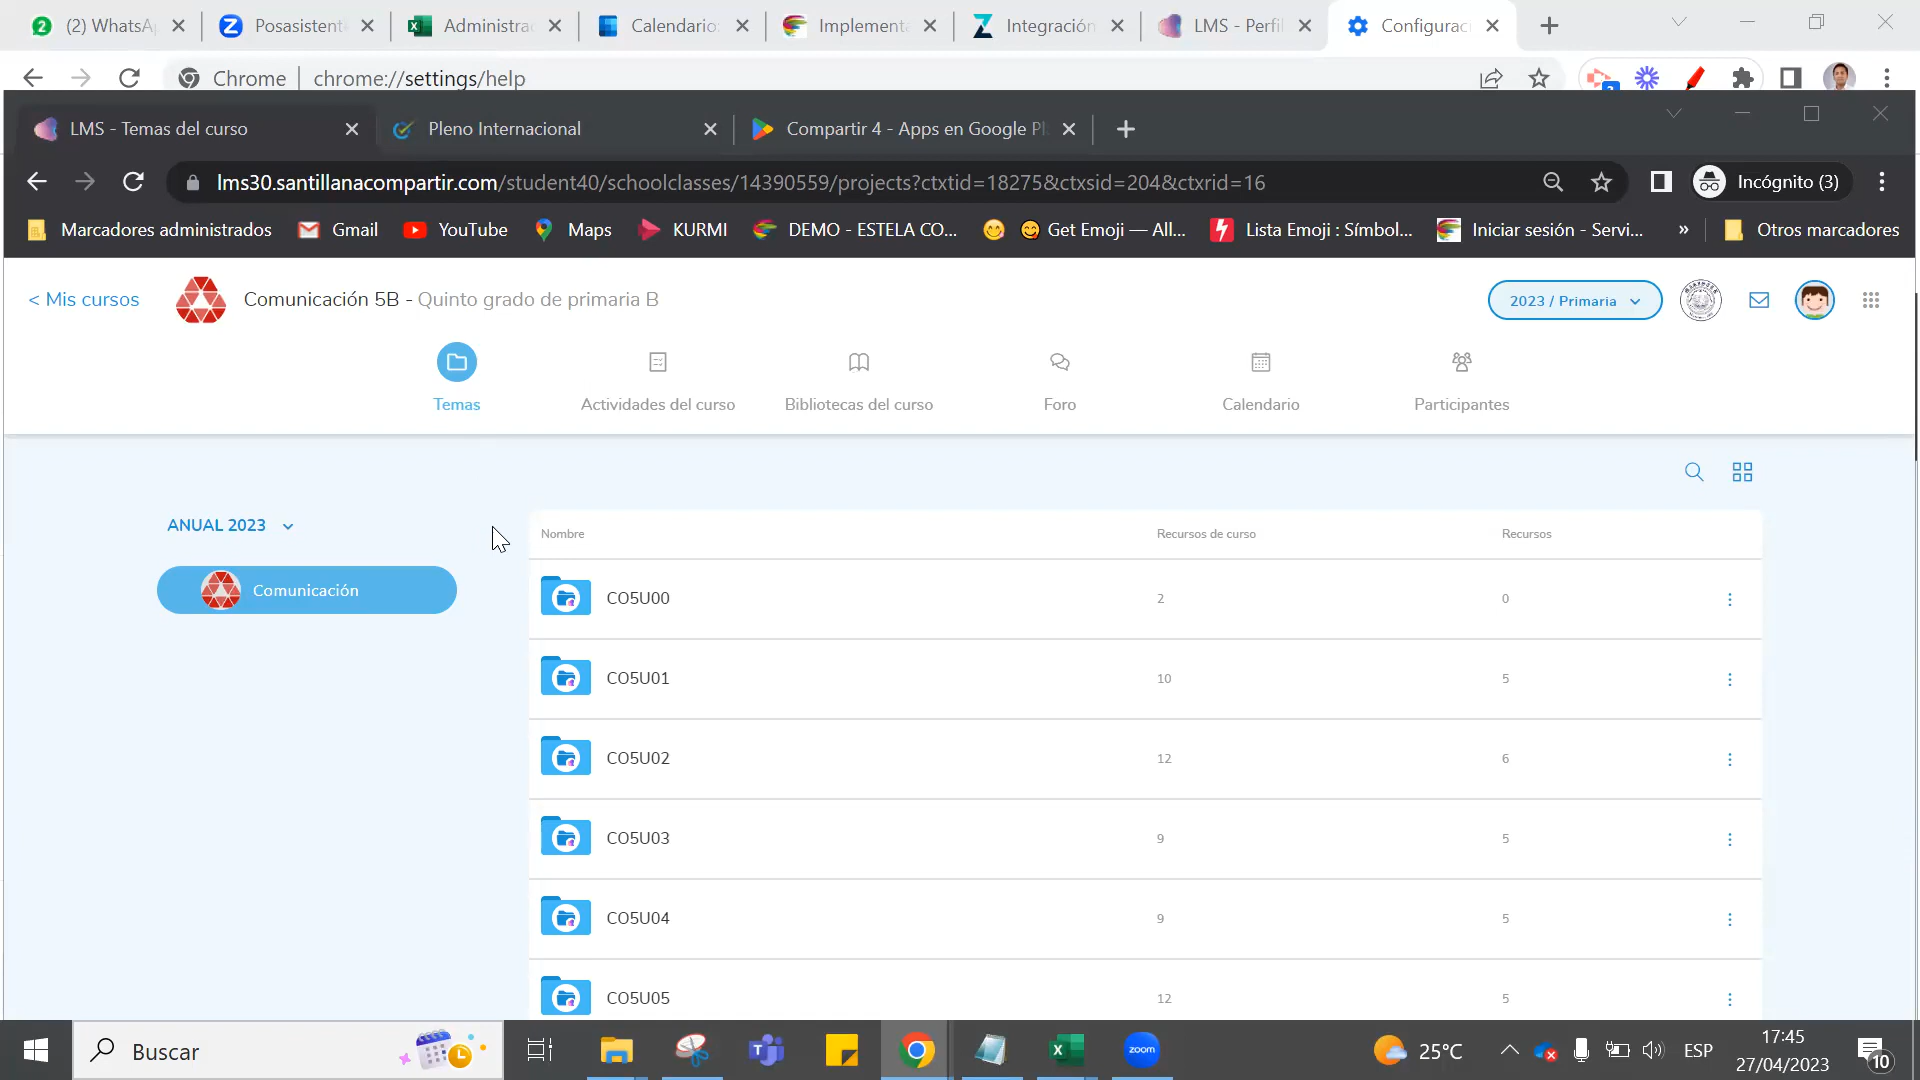 2 (2) WhatsA
Posasistent
Administra
Calendario
Implementa
Integración
LMS - Perfil
Configurac
Chrome | chrome://settings/help
LMS - Temas del curso
Pleno Internacional
Compartir 4 - Apps en Google Pl
lms30.santillanacompartir.com/student40/schoolclasses/14390559/projects?ctxtid=18275&ctxsid=204&ctxrid=16
Incógnito (3)
Marcadores administrados
Gmail
YouTube
Maps
KURMI
DEMO - ESTELA CO...
Get Emoji — All...
Lista Emoji : Símbol...
Iniciar sesión - Servi...
»
Otros marcadores
< Mis cursos
Comunicación 5B - Quinto grado de primaria B
2023 / Primaria
Temas
Actividades del curso
Bibliotecas del curso
Foro
Calendario
Participantes
ANUAL 2023
Comunicación
Nombre Recursos de curso Recursos
CO5U00 2 0
CO5U01 10 5
CO5U02 12 6
CO5U03 9 5
CO5U04 9 5
CO5U05 12 5
Buscar
zoom
25°C
ESP
17:45
27/04/2023
10